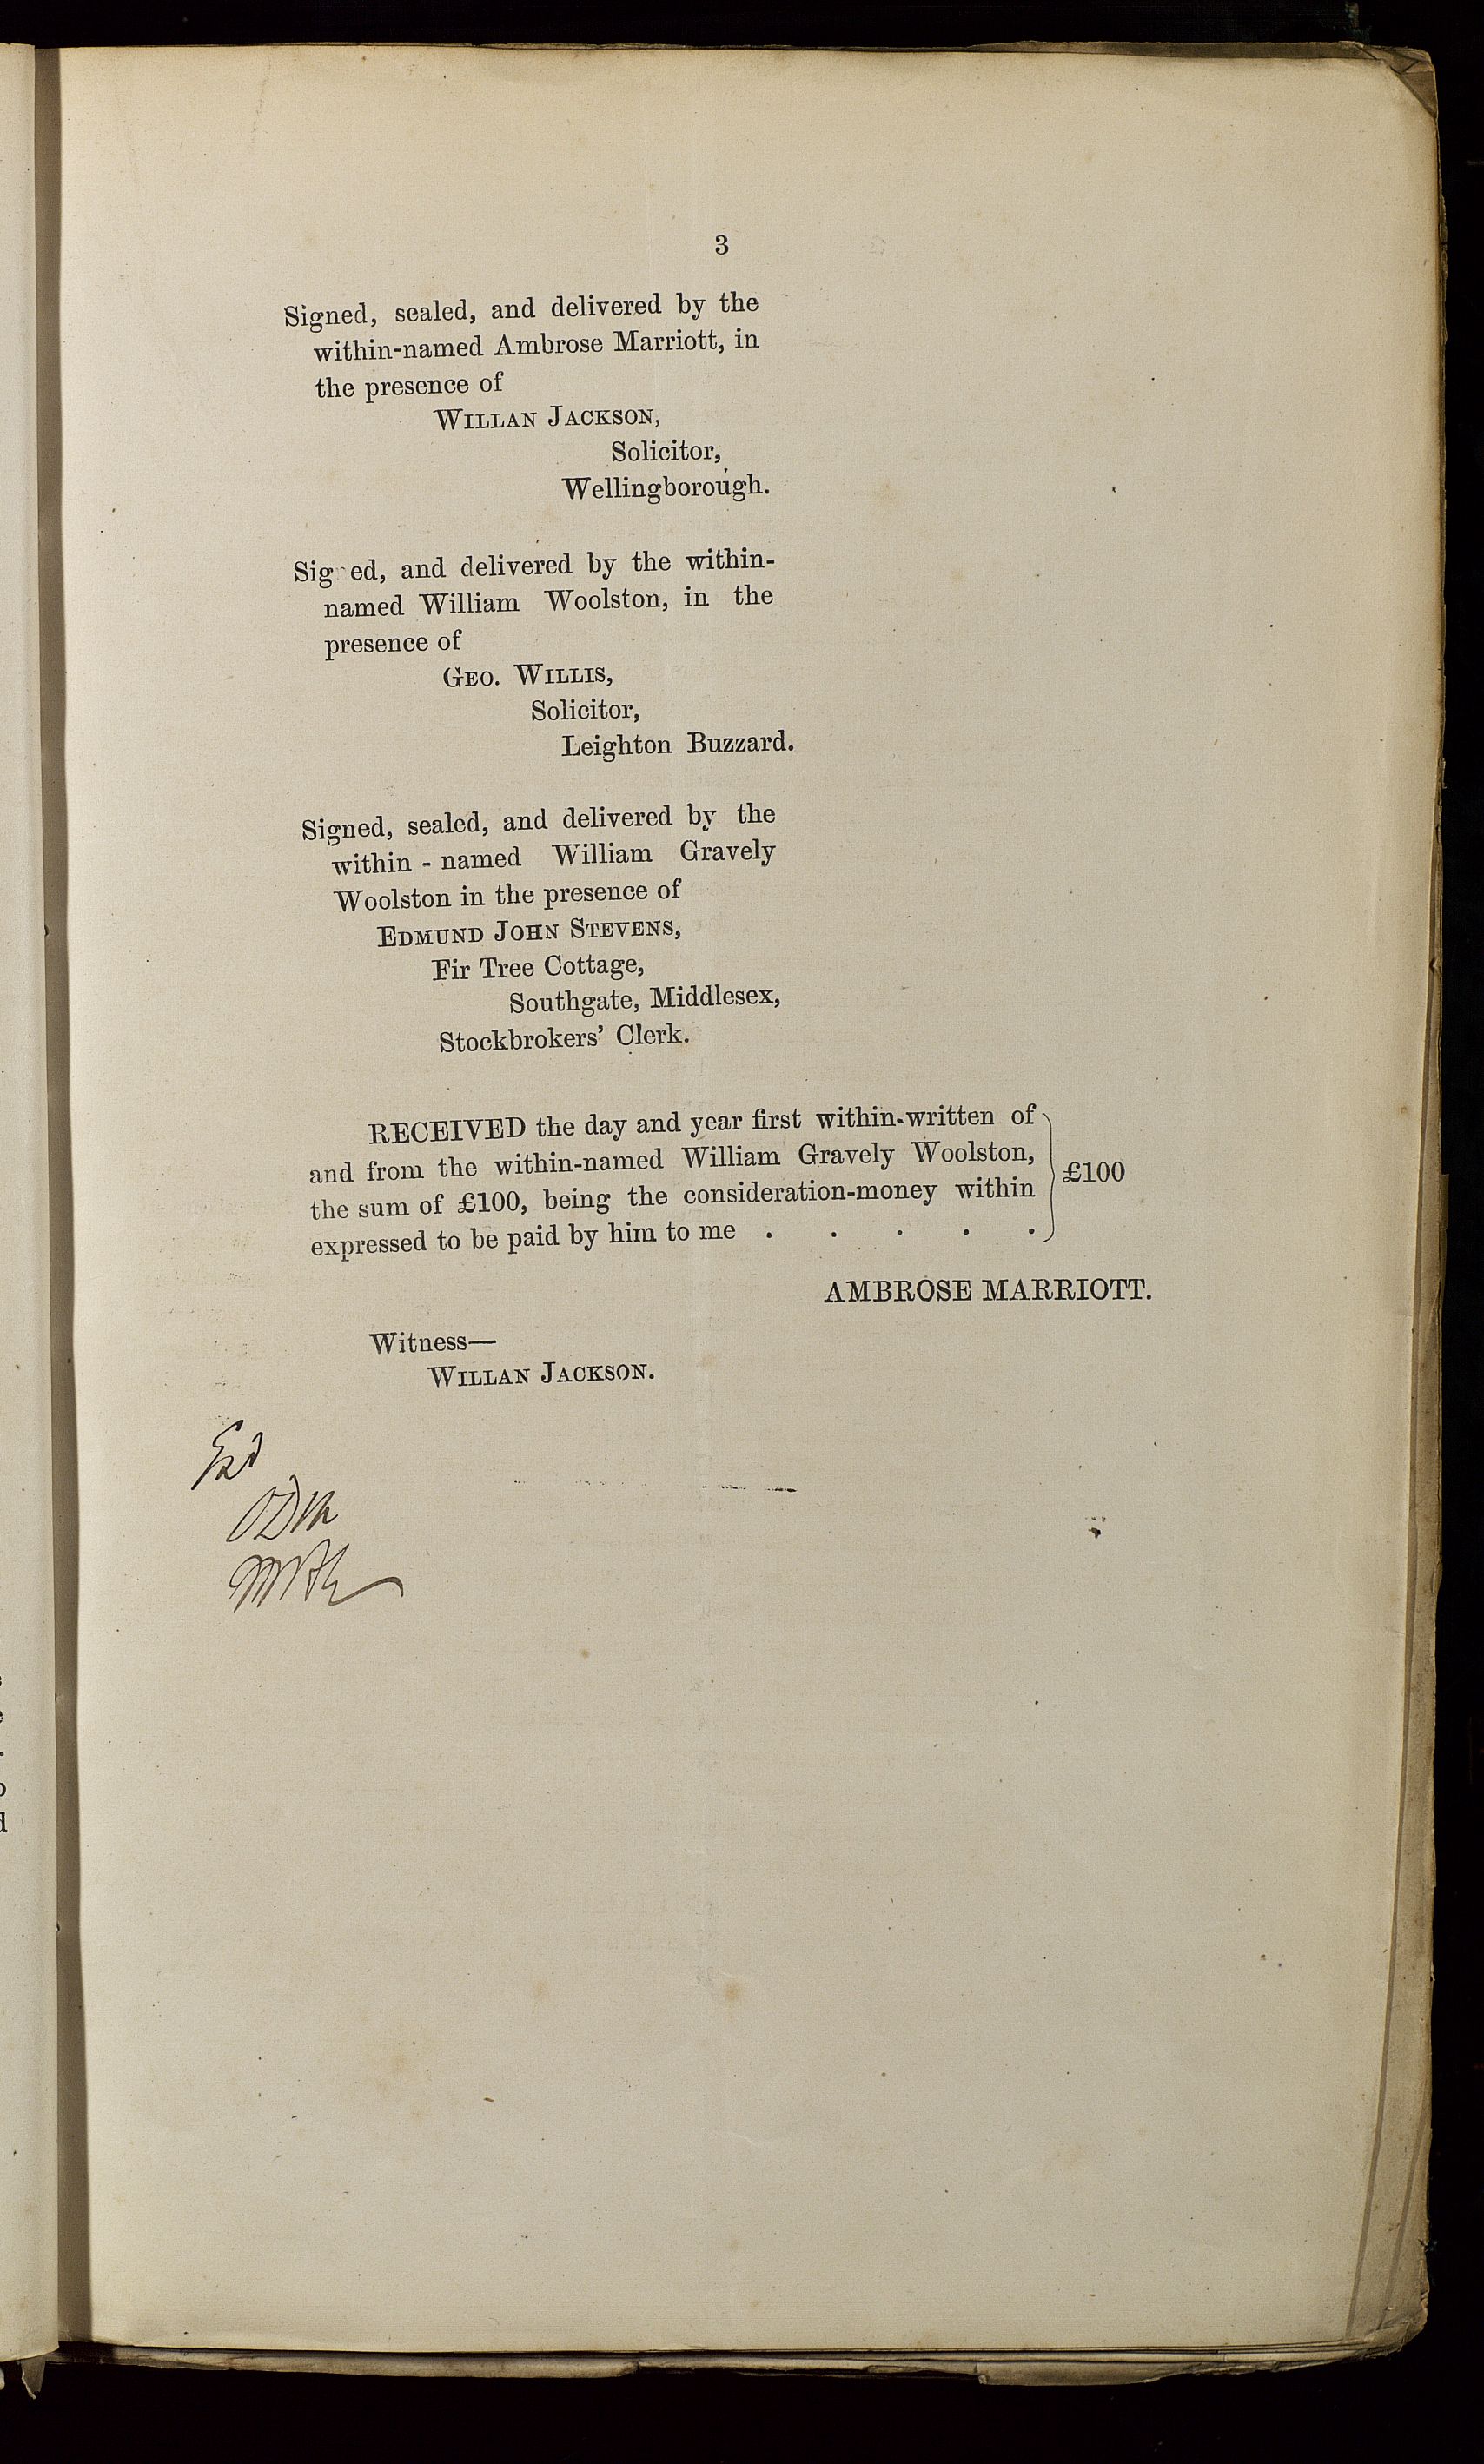 3
Signed, sealed, and delivered by the
within-named Ambrose Marriott, in
the presence of
WILLAN JACKSON,
Solicitor,
Wellingborough.
Sig ed, and delivered by the within-
named William Woolston, in the
presence of
GEO. WILLIS,
Solicitor,
Leighton Buzzard.
Signed, sealed, and delivered by the
within - named William Gravely
Woolston in the presence of
EDMUND JOHN STEVENS,
Fir Tree Cottage,
Southgate, Middlesex,
Stockbrokers' Clerk.
RECEIVED the day and year first within-written of
and from the within-named William Gravely Woolston,
the sum of £100, being the consideration-money within
expressed to be paid by him to me . . . . .
£100
AMBROSE MARRIOTT.
Witness—
WILLAN JACKSON.